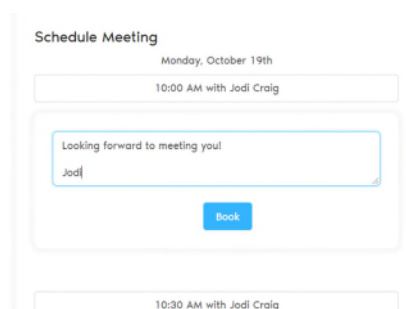 Schedule Meeting
Monday, October 19th
10:00 AM with Jodi Craig
Looking forward to meeting you!
Jodi
Book
10:30 AM with Jodi Craig